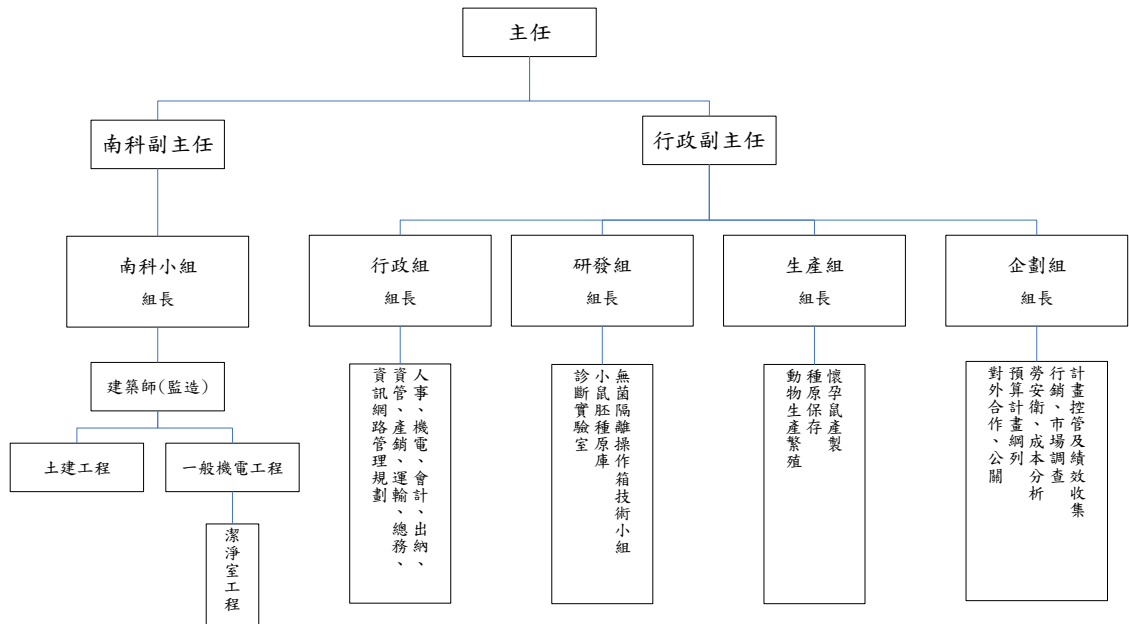 主任
南科副主任
行政副主任
南科小組
組長
行政組
組長
研發組
組長
生產組
組長
企劃組
組長
建築師(監造)
土建工程
一般機電工程
潔淨室工程
人事、機電、會計、出納、
資管、產銷、運輸、總務、
資訊網路管理規劃
無菌隔離操作箱技術小組
小鼠胚種原庫
診斷實驗室
懷孕鼠產製
種原保存
動物生產繁殖
計畫控管及績效收集
行銷、市場調查
勞安衛、成本分析
預算計畫綱列
對外合作、公關